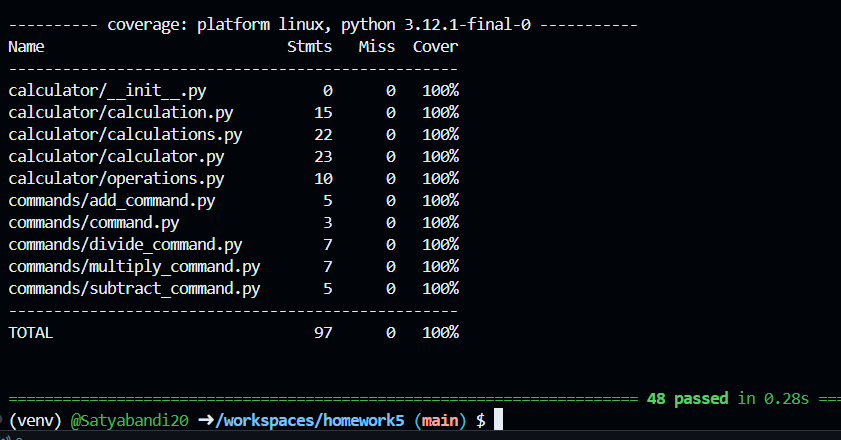 ---------- coverage: platform linux, python 3.12.1-final-0 -----------
Name                          Stmts   Miss  Cover
-------------------------------------------------
calculator/__init__.py            0      0   100%
calculator/calculation.py        15      0   100%
calculator/calculations.py       22      0   100%
calculator/calculator.py         23      0   100%
calculator/operations.py         10      0   100%
commands/add_command.py           5      0   100%
commands/command.py               3      0   100%
commands/divide_command.py        7      0   100%
commands/multiply_command.py      7      0   100%
commands/subtract_command.py      5      0   100%
-------------------------------------------------
TOTAL                            97      0   100%
====================================================================== 48 passed in 0.28s ===
(venv) @Satyabandi20 ➜/workspaces/homework5 (main) $